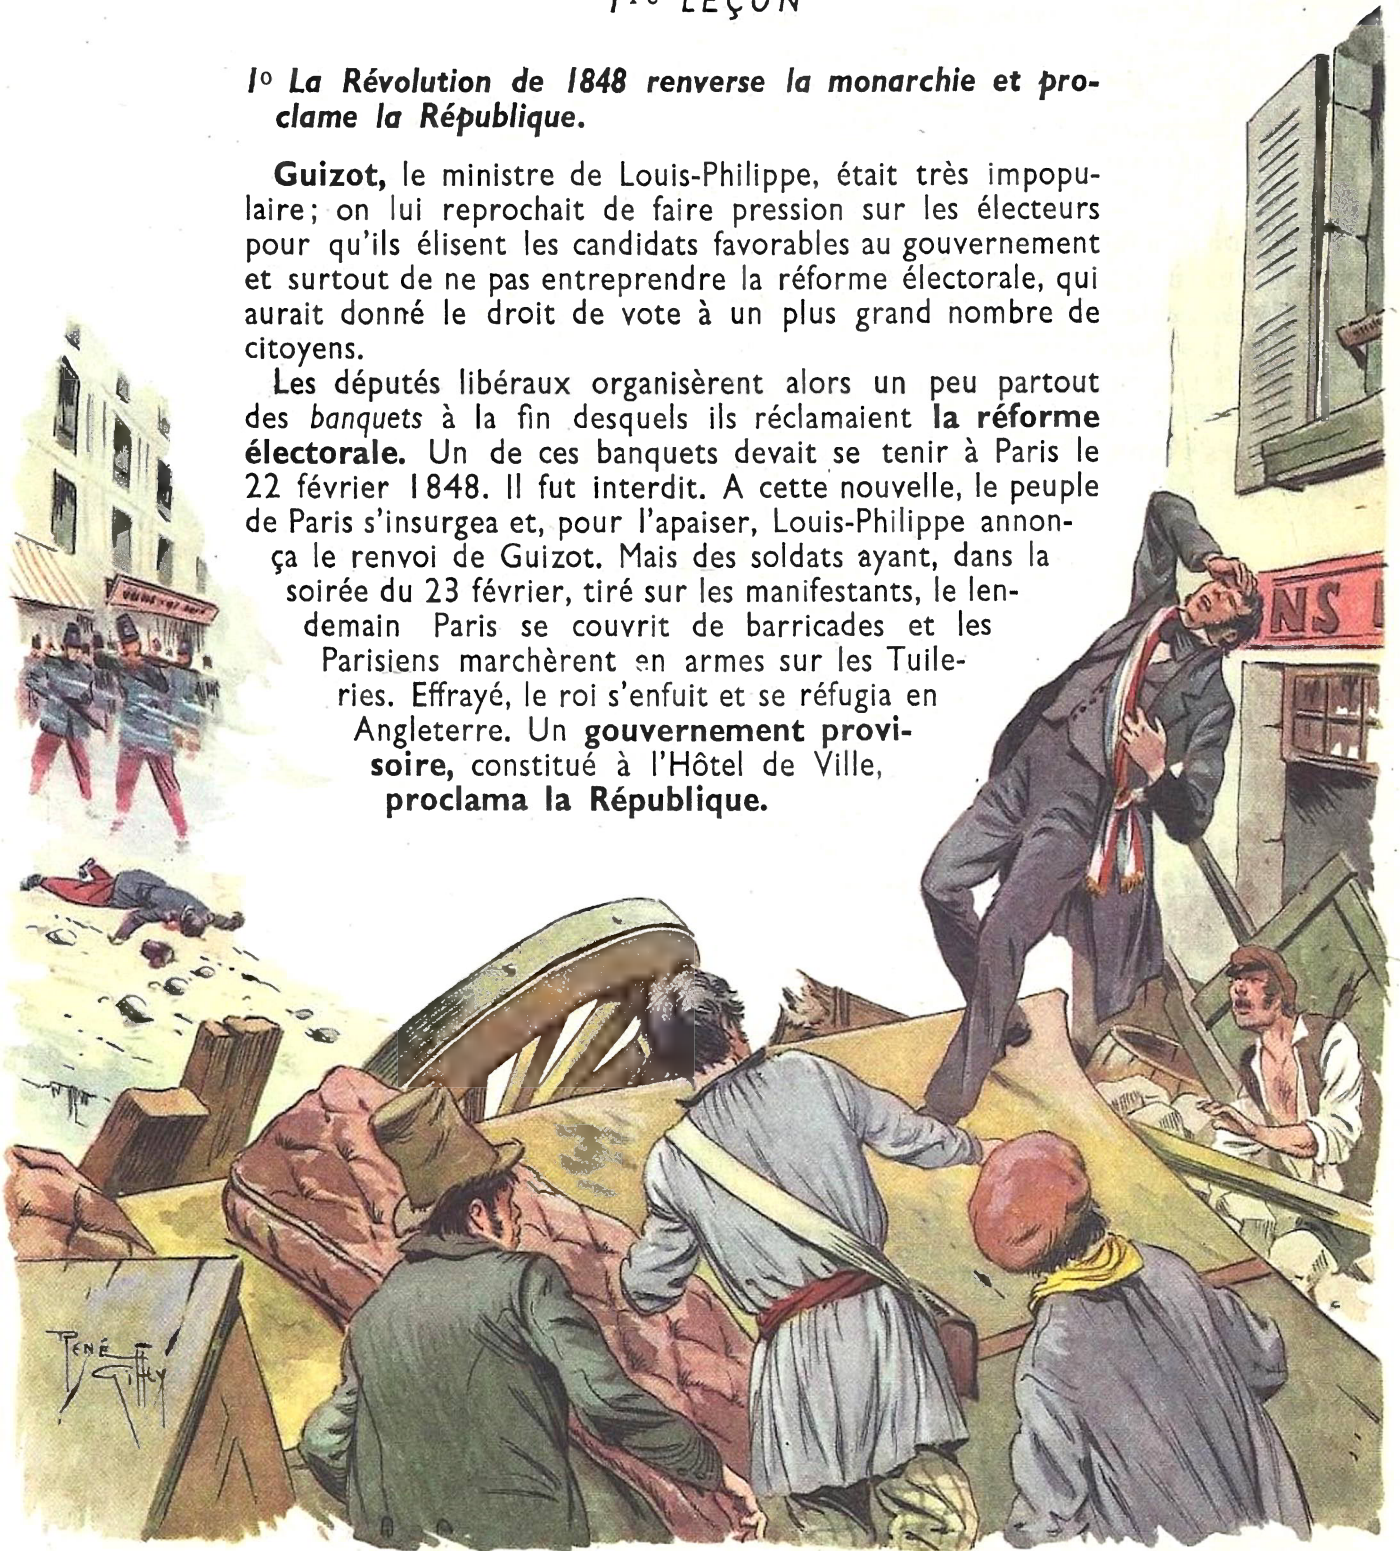 LEÇON
1º La Révolution de 1848 renverse la monarchie et pro-
clame la République.
Guizot, le ministre de Louis-Philippe, était très impopu-
laire; on lui reprochait de faire pression sur les électeurs
pour qu'ils élisent les candidats favorables au gouvernement
et surtout de ne pas entreprendre la réforme électorale, qui
aurait donné le droit de vote à un plus grand nombre de
citoyens.
Les députés libéraux organisèrent alors un peu partout
des banquets à la fin desquels ils réclamaient la réforme
électorale. Un de ces banquets devait se tenir à Paris le
22 février 1848. Il fut interdit. A cette nouvelle, le peuple
de Paris s'insurgea et, pour l'apaiser, Louis-Philippe annon-
ça le renvoi de Guizot. Mais des soldats ayant, dans la
soirée du 23 février, tiré sur les manifestants, le len-
demain Paris se couvrit de barricades et les
Parisiens marchèrent en armes sur les Tuile-
ries. Effrayé, le roi s'enfuit et se réfugia en
Angleterre. Un gouvernement provi-
soire, constitué à l'Hôtel de Ville,
proclama la République.
NS
RENÉ